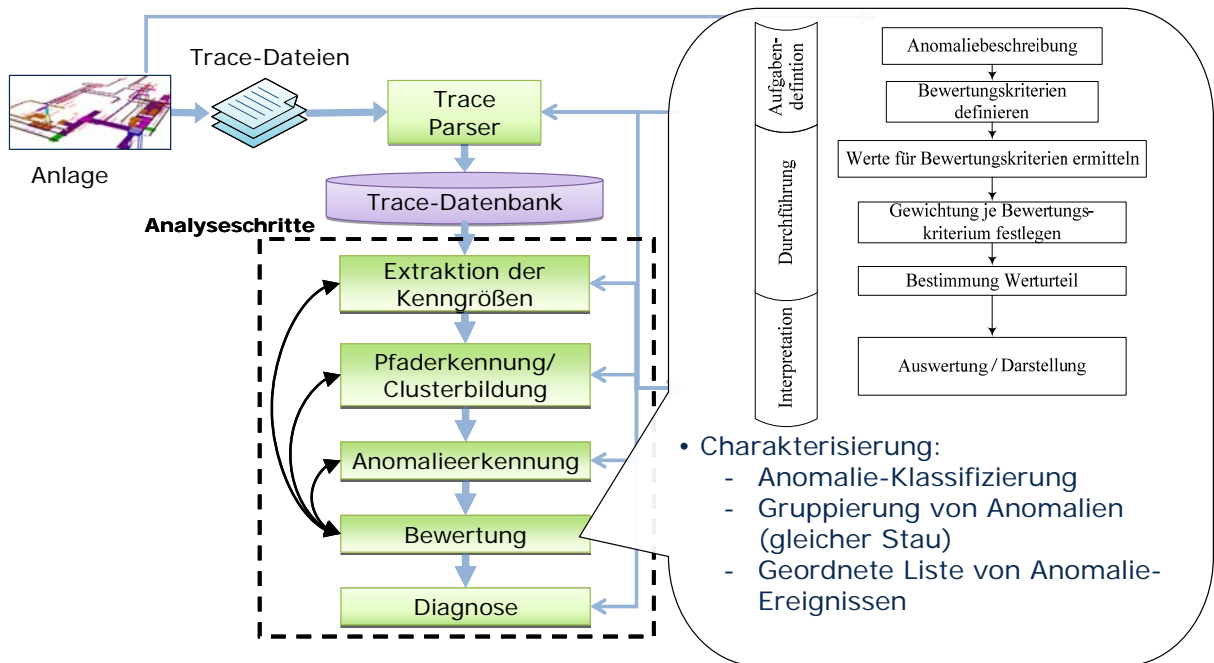 Trace-Dateien
Anlage
Trace
Parser
Trace-Datenbank
Analyseschritte
Extraktion der
Kenngrößen
Pfaderkennung/
Clusterbildung
Anomalieerkennung
Bewertung
Diagnose
Aufgaben-
defintion
Durchführung
Interpretation
Anomaliebeschreibung
Bewertungskriterien
definieren
Werte für Bewertungskriterien ermitteln
Gewichtung je Bewertungs-
kriterium festlegen
Bestimmung Werturteil
Auswertung / Darstellung
• Charakterisierung:
- Anomalie-Klassifizierung
- Gruppierung von Anomalien
(gleicher Stau)
- Geordnete Liste von Anomalie-
Ereignissen